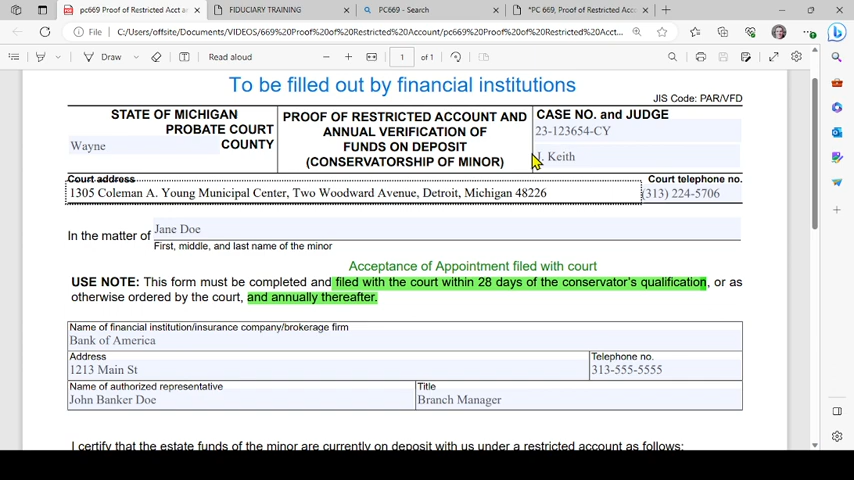 pc669 Proof of Restricted Acct a
FIDUCIARY TRAINING
PC669 - Search
*PC 669, Proof of Restricted Acco
File
C:/Users/offsite/Documents/VIDEOS/669%20Proof%20of%20Restricted%20Account/pc669%20Proof%20of%20Restricted%20Acct...
Draw
Read aloud
1 of 1
To be filled out by financial institutions
JIS Code: PAR/VFD
STATE OF MICHIGAN
PROBATE COURT
Wayne COUNTY
PROOF OF RESTRICTED ACCOUNT AND
ANNUAL VERIFICATION OF
FUNDS ON DEPOSIT
(CONSERVATORSHIP OF MINOR)
CASE NO. and JUDGE
23-123654-CY
J. Keith
Court address
Court telephone no.
1305 Coleman A. Young Municipal Center, Two Woodward Avenue, Detroit, Michigan 48226
(313) 224-5706
In the matter of Jane Doe
First, middle, and last name of the minor
Acceptance of Appointment filed with court
USE NOTE: This form must be completed and filed with the court within 28 days of the conservator's qualification, or as
otherwise ordered by the court, and annually thereafter.
Name of financial institution/insurance company/brokerage firm
Bank of America
Address
Telephone no.
1213 Main St
313-555-5555
Name of authorized representative
Title
John Banker Doe
Branch Manager
I certify that the estate funds of the minor are currently on deposit with us under a restricted account as follows: